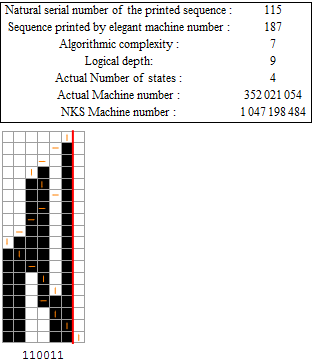 Natural serial number of the printed sequence : 115
Sequence printed by elegant machine number : 187
Algorithmic complexity : 7
Logical depth: 9
Actual Number of states : 4
Actual Machine number : 352 021 054
NKS Machine number : 1 047 198 484
110011